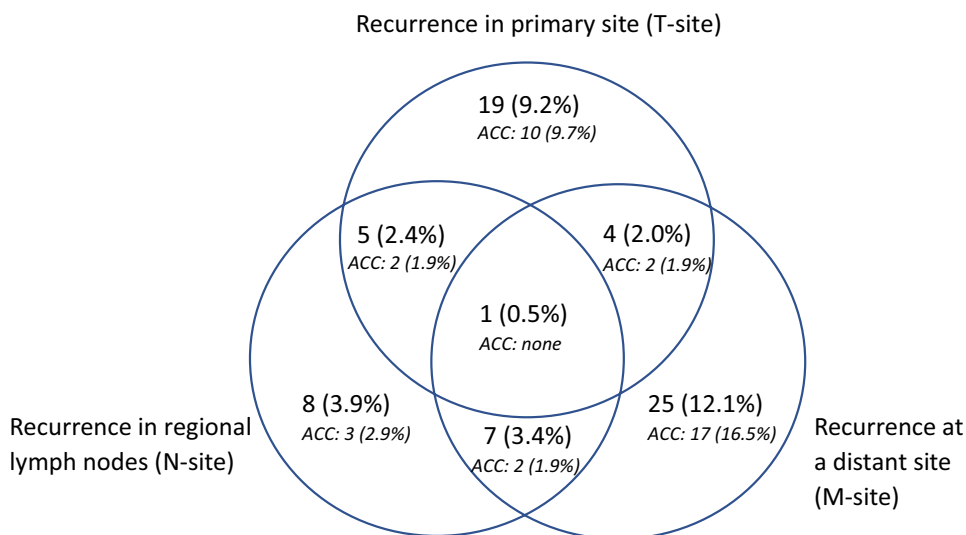 Recurrence in primary site (T-site)
19 (9.2%)
ACC: 10 (9.7%)
5 (2.4%)
ACC: 2 (1.9%)
4 (2.0%)
ACC: 2 (1.9%)
1 (0.5%)
ACC: none
8 (3.9%)
ACC: 3 (2.9%)
7 (3.4%)
ACC: 2 (1.9%)
25 (12.1%)
ACC: 17 (16.5%)
Recurrence in regional
lymph nodes (N-site)
Recurrence at
a distant site
(M-site)